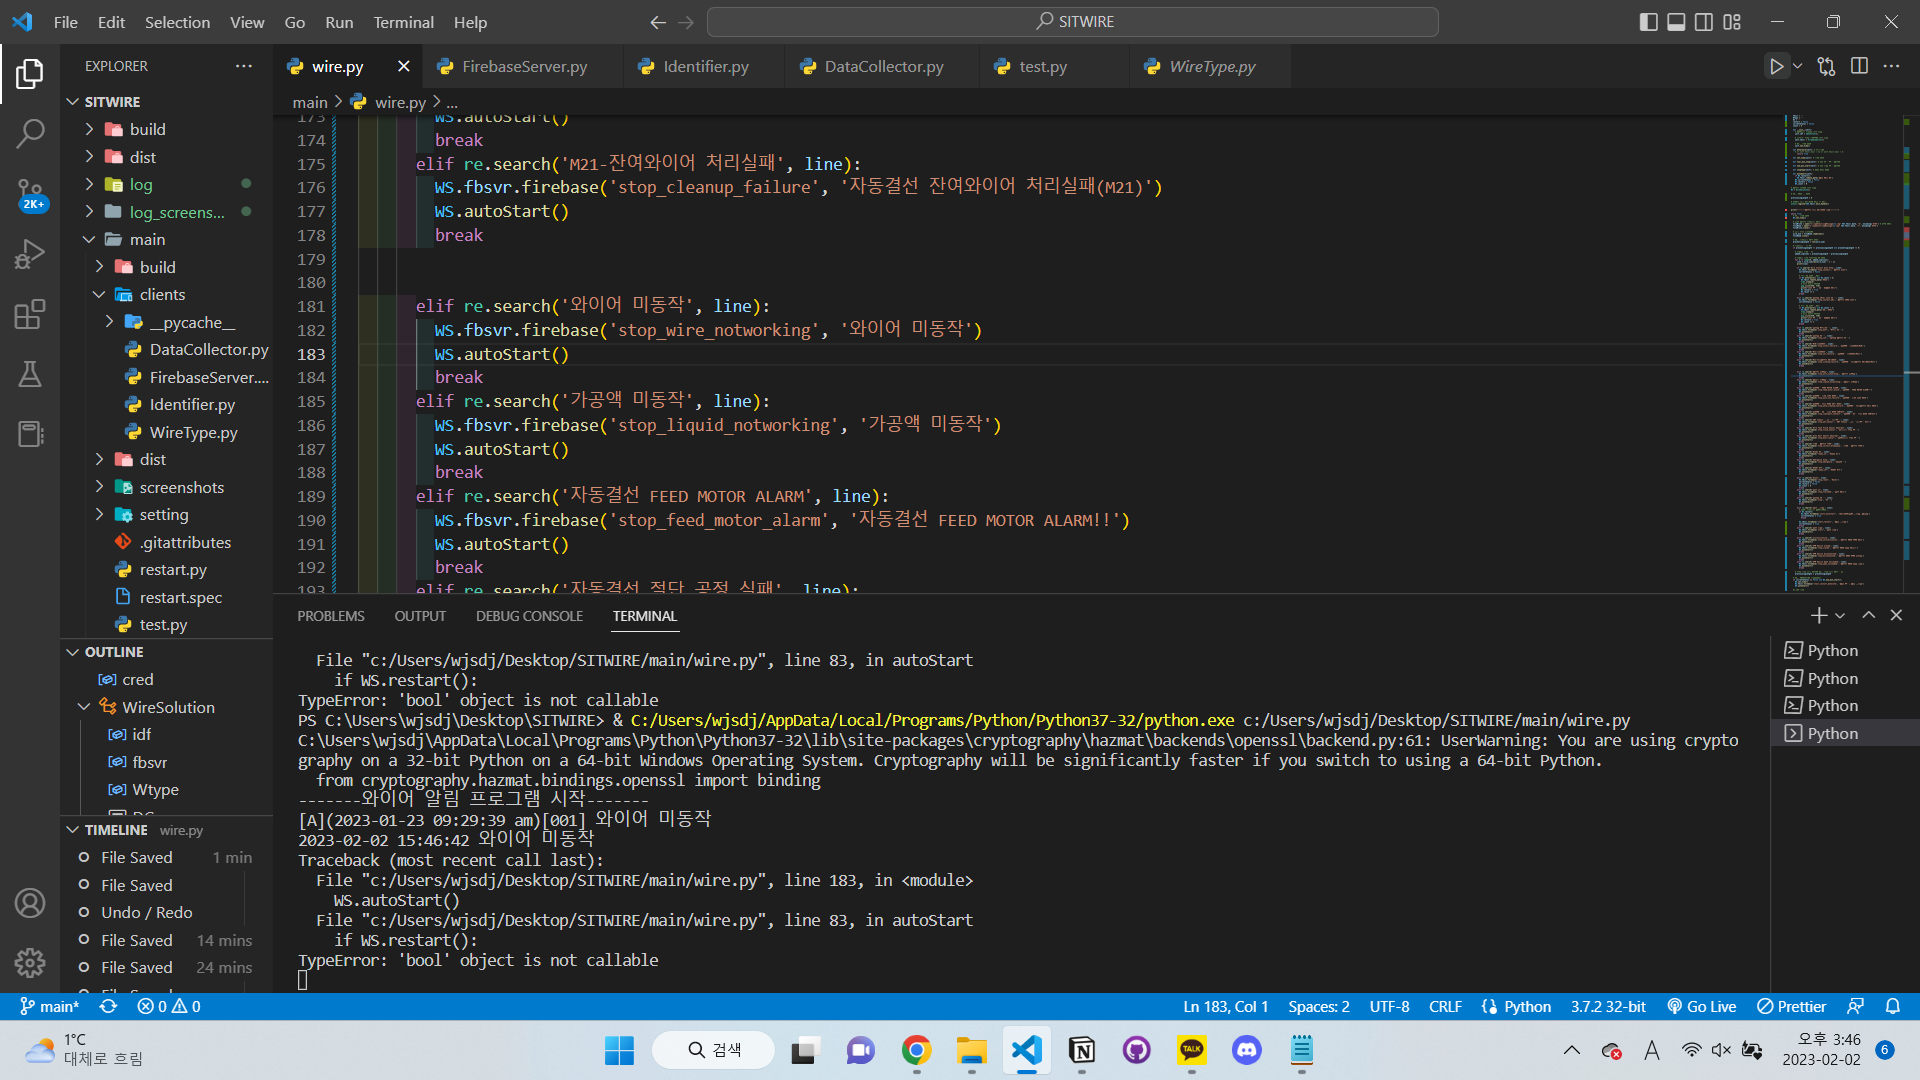 File Edit Selection View Go Run Terminal Help
SITWIRE
EXPLORER
wire.py
FirebaseServer.py
Identifier.py
DataCollector.py
test.py
WireType.py
SITWIRE
build
dist
log
log_screens...
main
build
clients
__pycache__
DataCollector.py
FirebaseServer....
Identifier.py
WireType.py
dist
screenshots
setting
.gitattributes
restart.py
restart.spec
test.py
2K+
OUTLINE
cred
WireSolution
idf
fbsvr
Wtype
TIMELINE wire.py
File Saved 1 min
File Saved
Undo / Redo
File Saved 14 mins
File Saved 24 mins
main > wire.py > ...
173 WS.autoStart()
174 break
175 elif re.search('M21-잔여와이어 처리실패', line):
176 WS.fbsvr.firebase('stop_cleanup_failure', '자동결선 잔여와이어 처리실패(M21)')
177 WS.autoStart()
178 break
179
180
181 elif re.search('와이어 미동작', line):
182 WS.fbsvr.firebase('stop_wire_notworking', '와이어 미동작')
183 WS.autoStart()
184 break
185 elif re.search('가공액 미동작', line):
186 WS.fbsvr.firebase('stop_liquid_notworking', '가공액 미동작')
187 WS.autoStart()
188 break
189 elif re.search('자동결선 FEED MOTOR ALARM', line):
190 WS.fbsvr.firebase('stop_feed_motor_alarm', '자동결선 FEED MOTOR ALARM!!')
191 WS.autoStart()
192 break
193 elif re.search('자동결선 절단 공정 실패', line):
PROBLEMS OUTPUT DEBUG CONSOLE TERMINAL
File "c:/Users/wjsdj/Desktop/SITWIRE/main/wire.py", line 83, in autoStart
if WS.restart():
TypeError: 'bool' object is not callable
PS C:\Users\wjsdj\Desktop\SITWIRE> & C:/Users/wjsdj/AppData/Local/Programs/Python/Python37-32/python.exe c:/Users/wjsdj/Desktop/SITWIRE/main/wire.py
C:\Users\wjsdj\AppData\Local\Programs\Python\Python37-32\lib\site-packages\cryptography\hazmat\backends\openssl\backend.py:61: UserWarning: You are using crypto
graphy on a 32-bit Python on a 64-bit Windows Operating System. Cryptography will be significantly faster if you switch to using a 64-bit Python.
from cryptography.hazmat.bindings.openssl import binding
-------와이어 알림 프로그램 시작-------
[A](2023-01-23 09:29:39 am)[001] 와이어 미동작
2023-02-02 15:46:42 와이어 미동작
Traceback (most recent call last):
File "c:/Users/wjsdj/Desktop/SITWIRE/main/wire.py", line 183, in <module>
WS.autoStart()
File "c:/Users/wjsdj/Desktop/SITWIRE/main/wire.py", line 83, in autoStart
if WS.restart():
TypeError: 'bool' object is not callable
Python
Python
Python
Python
main* 0 0
Ln 183, Col 1 Spaces: 2 UTF-8 CRLF Python 3.7.2 32-bit Go Live Prettier
1°C
대체로 흐림
검색
TALK
A
오후 3:46
2023-02-02
6